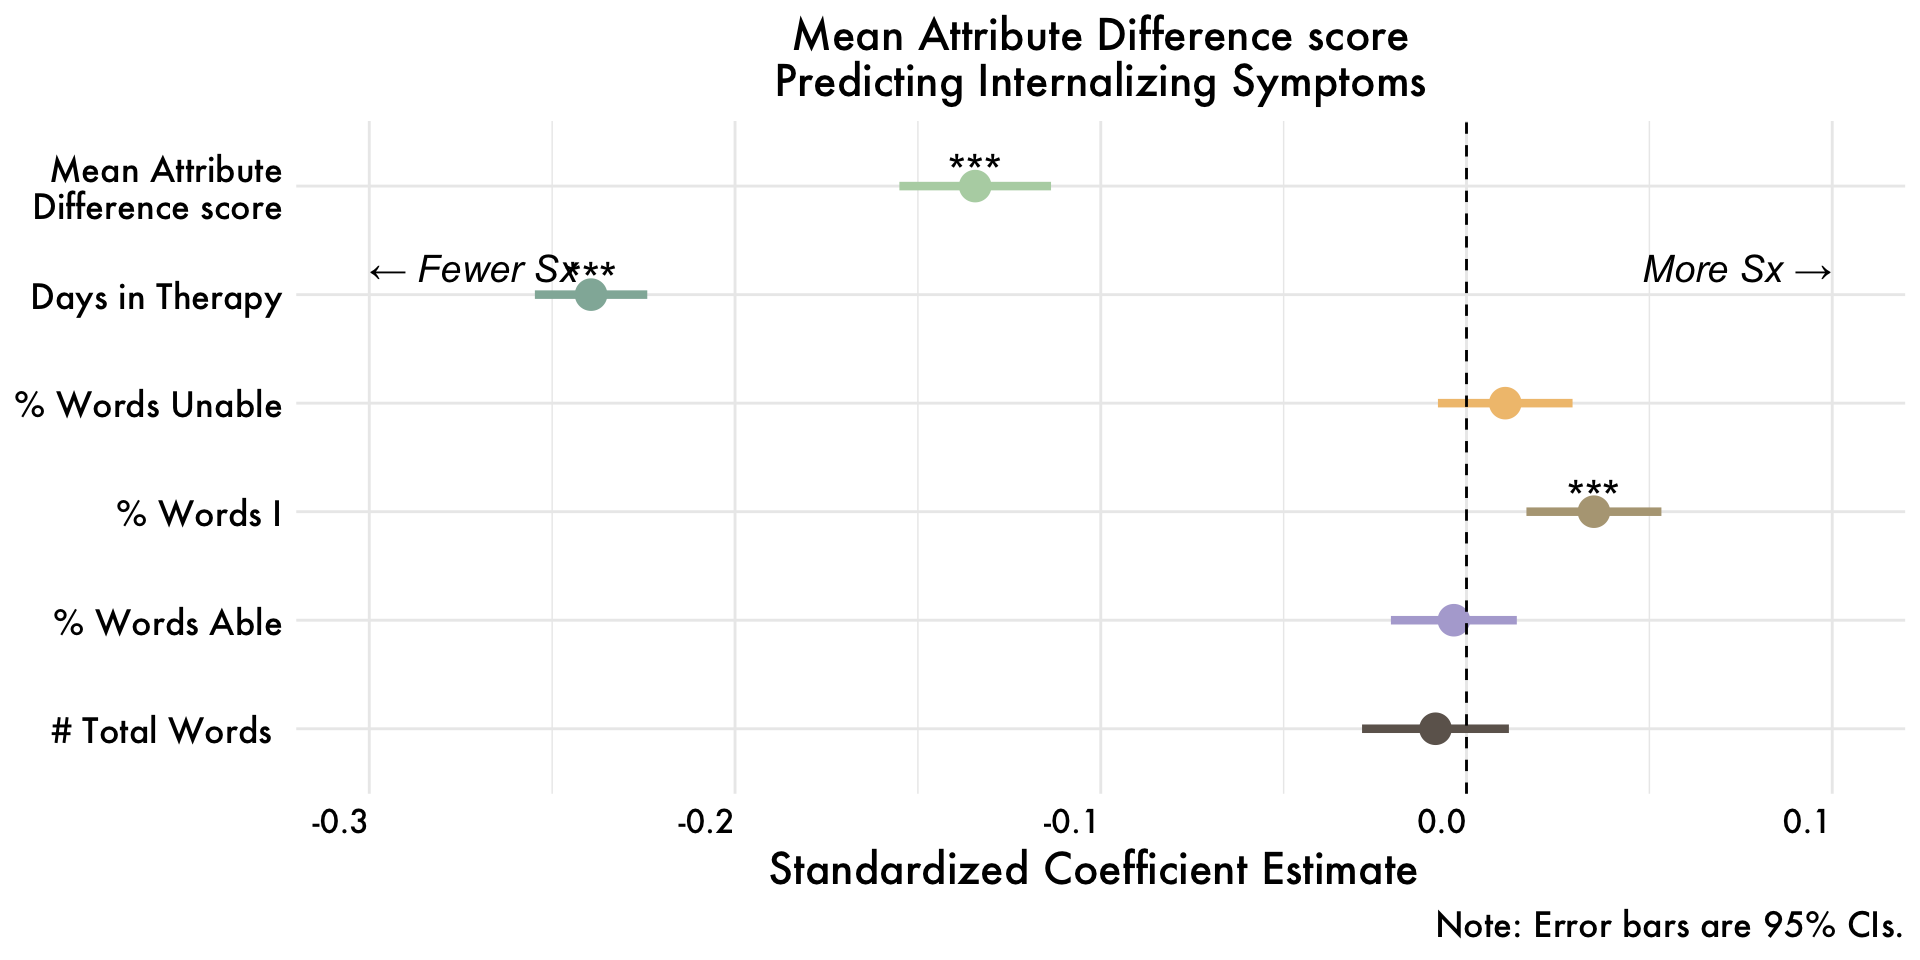 Mean Attribute Difference score
Predicting Internalizing Symptoms
Mean Attribute
Difference score
***
← Fewer Sx
***
More Sx →
Days in Therapy
% Words Unable
***
% Words I
% Words Able
# Total Words
-0.3
-0.2
-0.1
0.0
0.1
Standardized Coefficient Estimate
Note: Error bars are 95% CIs.